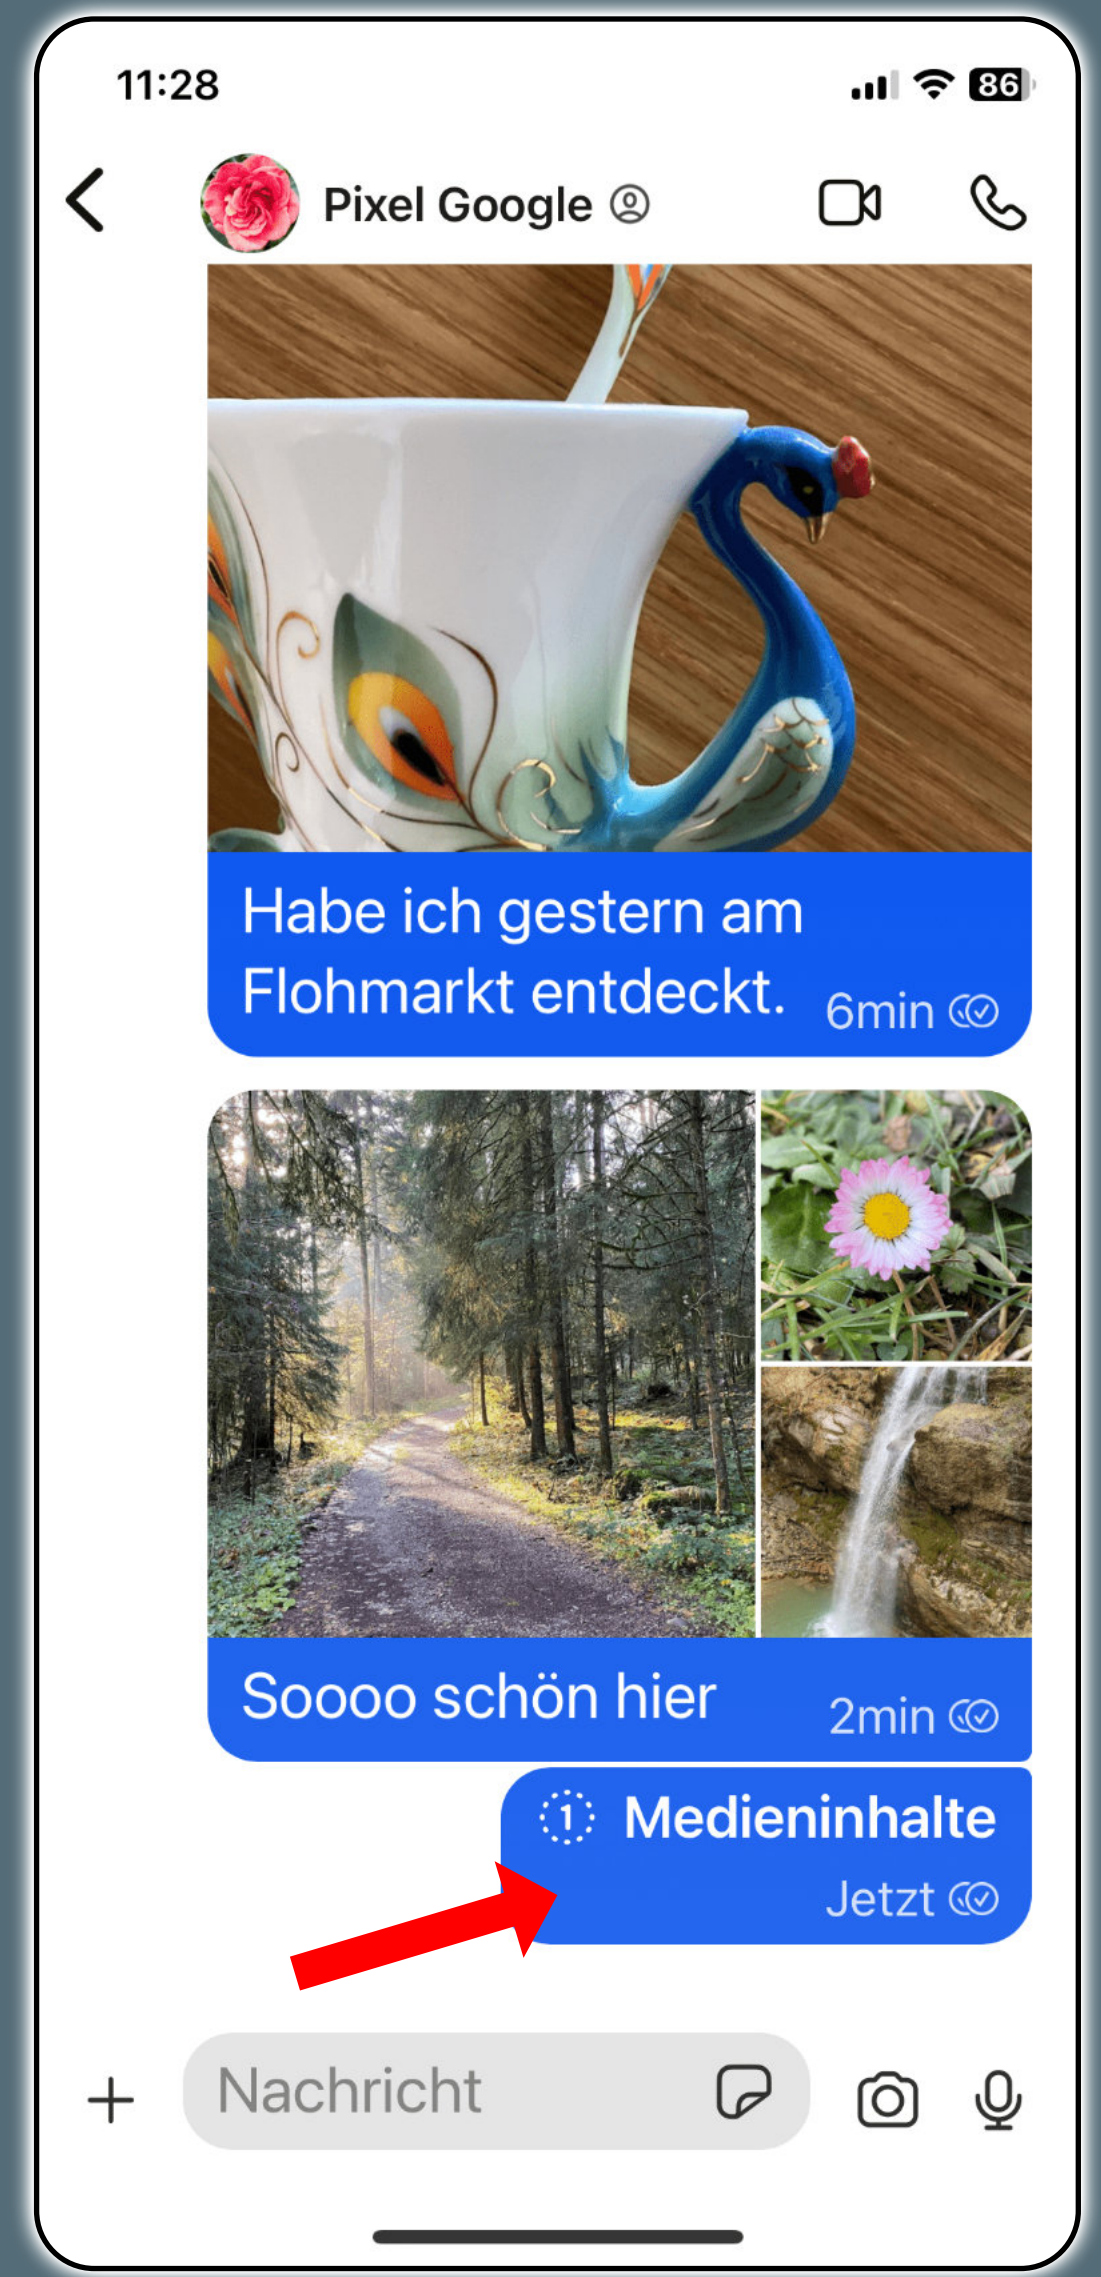 11:28
86
Pixel Google
Habe ich gestern am
Flohmarkt entdeckt.
6min
Soooo schön hier
2min
1 Medieninhalte
Jetzt
Nachricht